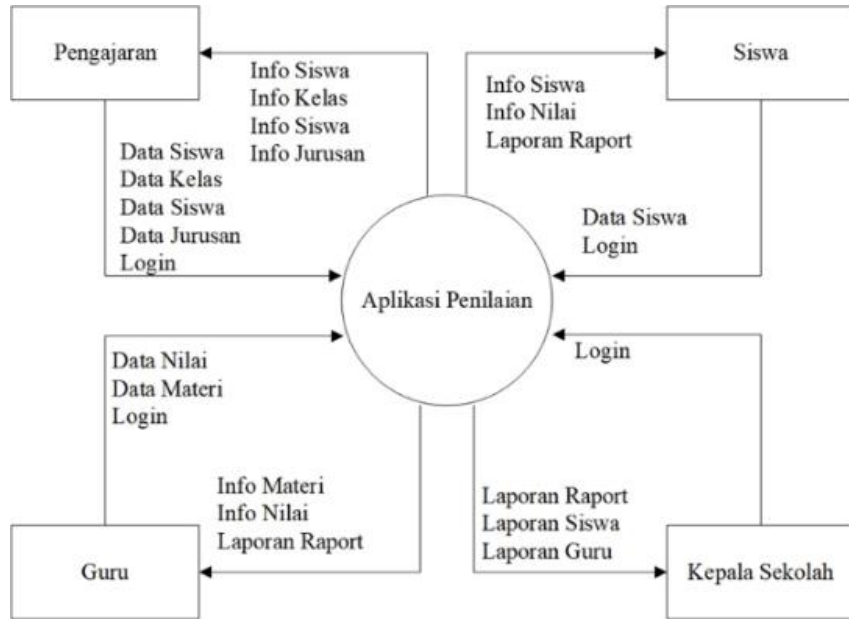 Pengajaran
Info Siswa
Info Kelas
Info Siswa
Info Jurusan
Data Siswa
Data Kelas
Data Siswa
Data Jurusan
Login
Siswa
Info Siswa
Info Nilai
Laporan Raport
Data Siswa
Login
Aplikasi Penilaian
Data Nilai
Data Materi
Login
Info Materi
Info Nilai
Laporan Raport
Guru
Login
Laporan Raport
Laporan Siswa
Laporan Guru
Kepala Sekolah